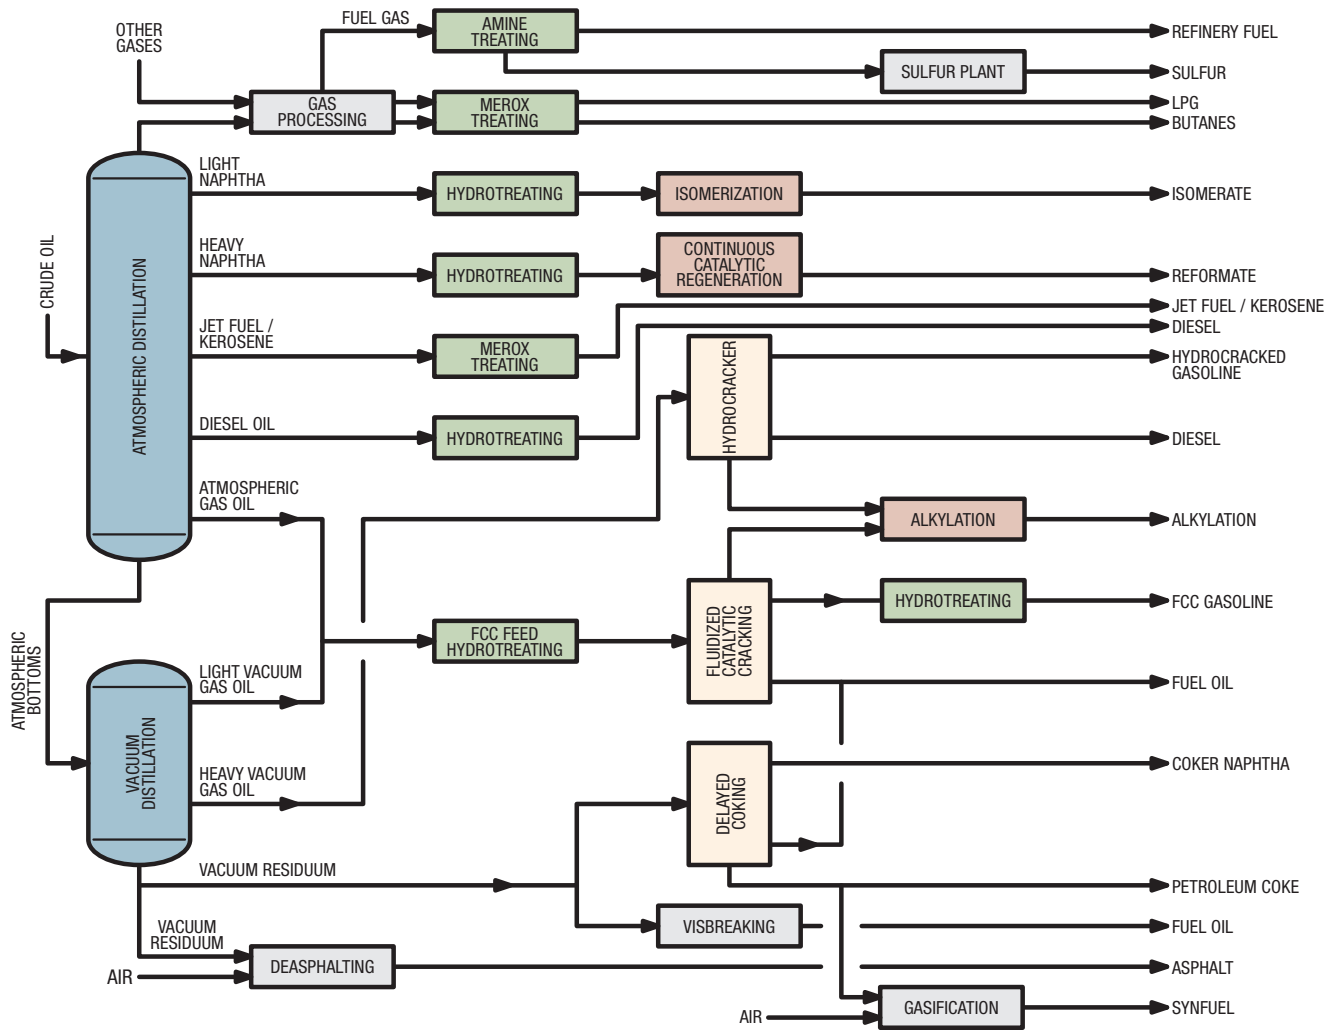 OTHER
GASES
FUEL GAS
AMINE
TREATING
REFINERY FUEL
SULFUR PLANT
SULFUR
GAS
PROCESSING
MEROX
TREATING
LPG
BUTANES
LIGHT
NAPHTHA
HYDROTREATING
ISOMERIZATION
ISOMERATE
CRUDE OIL
ATMOSPHERIC DISTILLATION
HEAVY
NAPHTHA
HYDROTREATING
CONTINUOUS
CATALYTIC
REGENERATION
REFORMATE
JET FUEL /
KEROSENE
MEROX
TREATING
JET FUEL / KEROSENE
DIESEL
HYDROCRACKER
HYDROCRACKED
GASOLINE
DIESEL OIL
HYDROTREATING
DIESEL
ATMOSPHERIC
GAS OIL
ALKYLATION
ALKYLATION
ATMOSPHERIC
BOTTOMS
FCC FEED
HYDROTREATING
FLUIDIZED
CATALYTIC
CRACKING
HYDROTREATING
FCC GASOLINE
LIGHT VACUUM
GAS OIL
FUEL OIL
VACUUM
DISTILLATION
HEAVY VACUUM
GAS OIL
DELAYED
COKING
COKER NAPHTHA
VACUUM RESIDUUM
PETROLEUM COKE
VACUUM
RESIDUUM
VISBREAKING
FUEL OIL
AIR
DEASPHALTING
ASPHALT
AIR
GASIFICATION
SYNFUEL